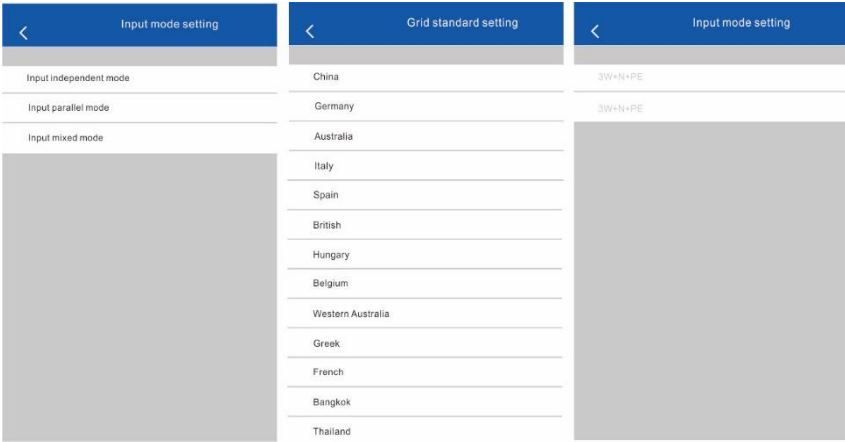 Input mode setting
Input independent mode
Input parallel mode
Input mixed mode
Grid standard setting
China
Germany
Australia
Italy
Spain
British
Hungary
Belgium
Western Australia
Greek
French
Bangkok
Thailand
Input mode setting
3W+N+PE
3W+N+PE